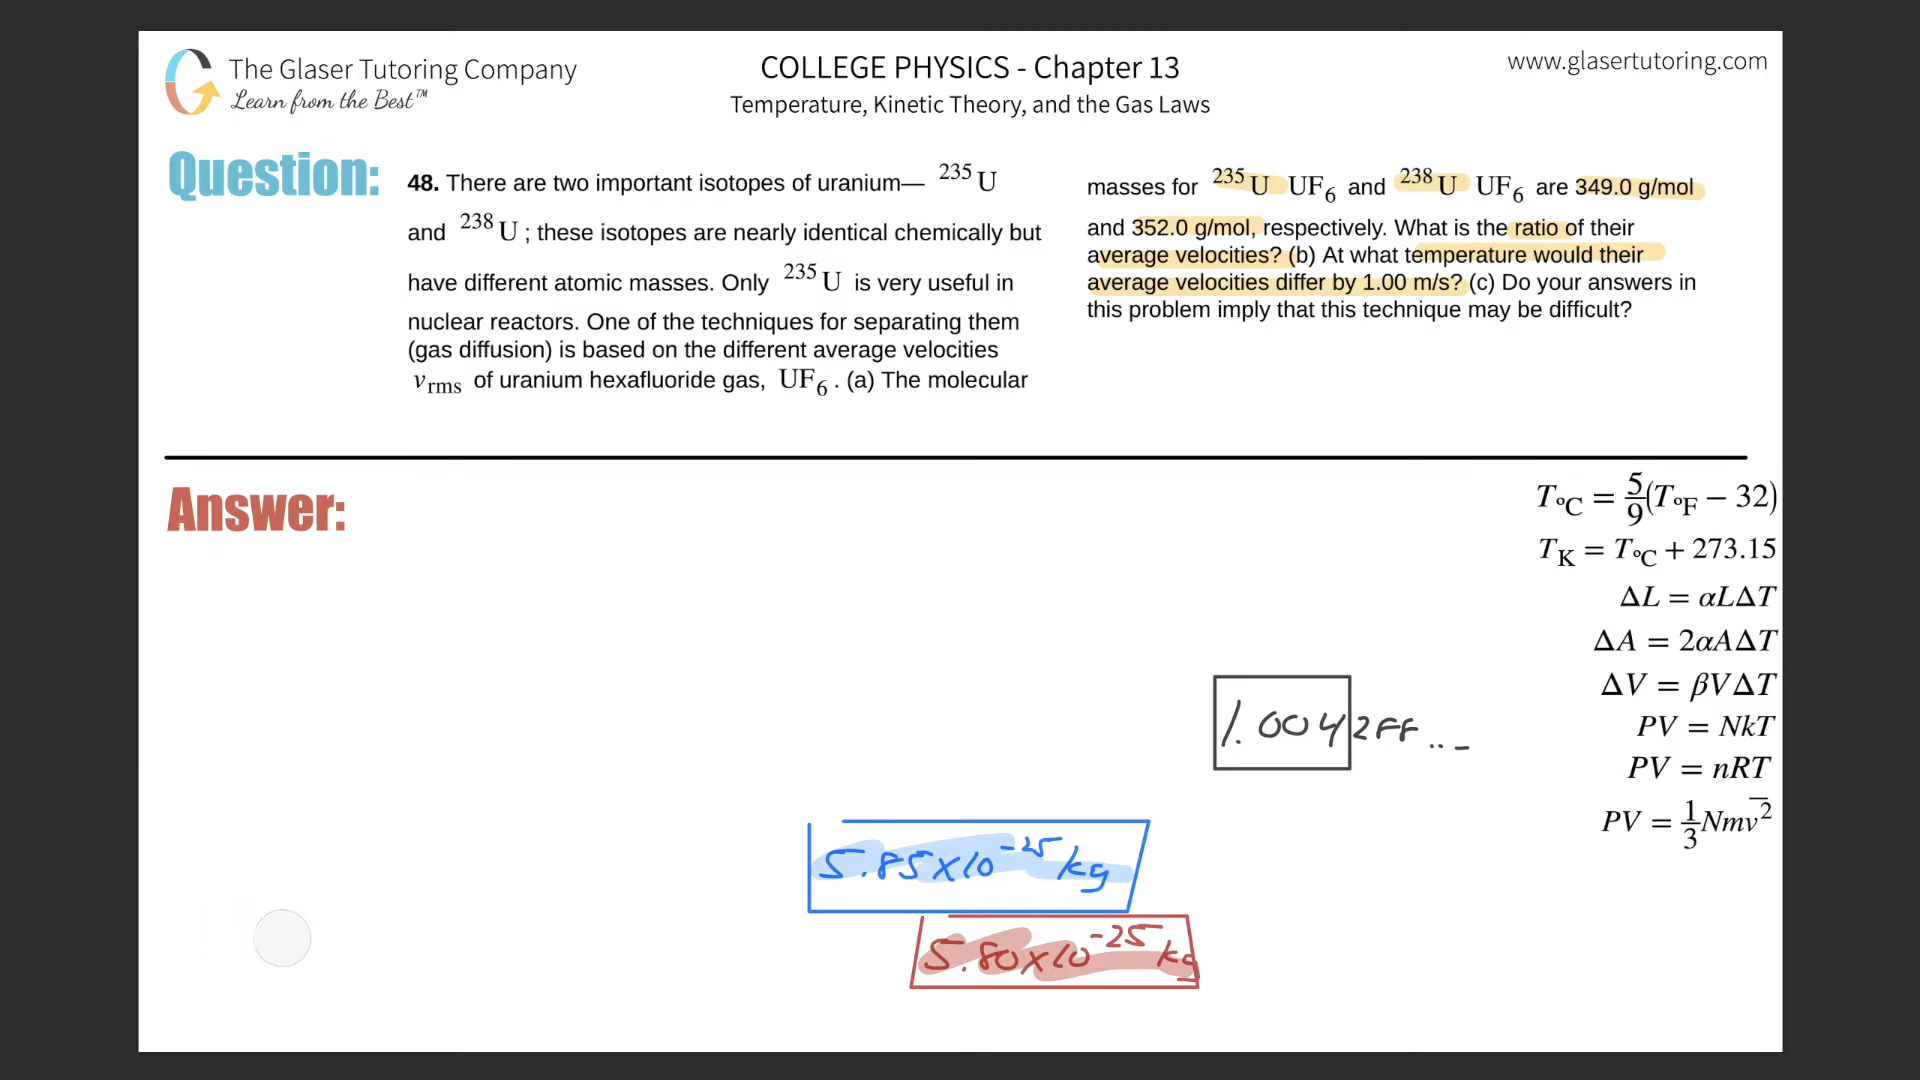 The Glaser Tutoring Company
Learn from the Best™
COLLEGE PHYSICS - Chapter 13
Temperature, Kinetic Theory, and the Gas Laws
www.glasertutoring.com
Question:
48. There are two important isotopes of uranium— ²³⁵U
and ²³⁸U ; these isotopes are nearly identical chemically but
have different atomic masses. Only ²³⁵U is very useful in
nuclear reactors. One of the techniques for separating them
(gas diffusion) is based on the different average velocities
v_rms of uranium hexafluoride gas, UF₆ . (a) The molecular
masses for ²³⁵U UF₆ and ²³⁸U UF₆ are 349.0 g/mol
and 352.0 g/mol, respectively. What is the ratio of their
average velocities? (b) At what temperature would their
average velocities differ by 1.00 m/s? (c) Do your answers in
this problem imply that this technique may be difficult?
Answer:
T°C = 5/9(T°F − 32)
T_K = T°C + 273.15
ΔL = αLΔT
ΔA = 2αAΔT
ΔV = βVΔT
PV = NkT
PV = nRT
PV = 1/3 Nmv̅²
1.0042
5.85x10⁻²⁵ kg
5.80x10⁻²⁵ kg